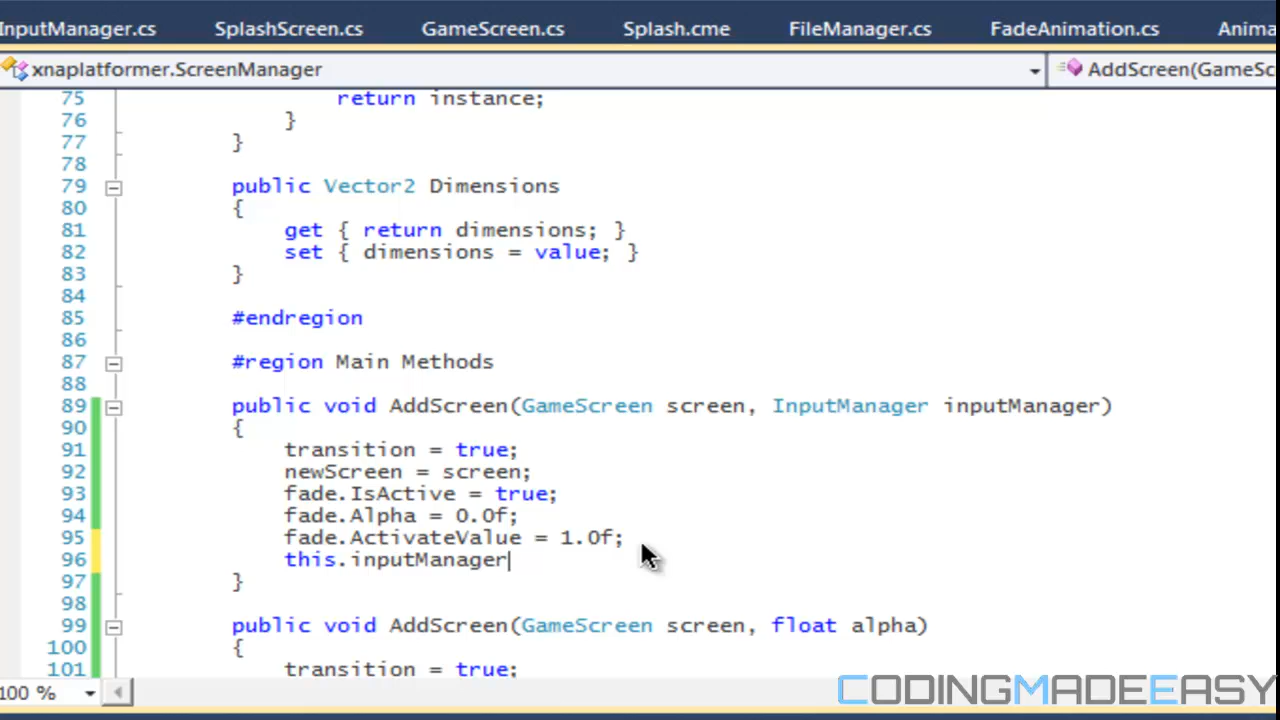 InputManager.cs SplashScreen.cs GameScreen.cs Splash.cme FileManager.cs FadeAnimation.cs Anima
xnaplatformer.ScreenManager AddScreen(GameSc
75 return instance;
76 }
77 }
78
79 public Vector2 Dimensions
80 {
81 get { return dimensions; }
82 set { dimensions = value; }
83 }
84
85 #endregion
86
87 #region Main Methods
88
89 public void AddScreen(GameScreen screen, InputManager inputManager)
90 {
91 transition = true;
92 newScreen = screen;
93 fade.IsActive = true;
94 fade.Alpha = 0.0f;
95 fade.ActivateValue = 1.0f;
96 this.inputManager
97 }
98
99 public void AddScreen(GameScreen screen, float alpha)
100 {
101 transition = true;
100 %
CODINGMADEEASY